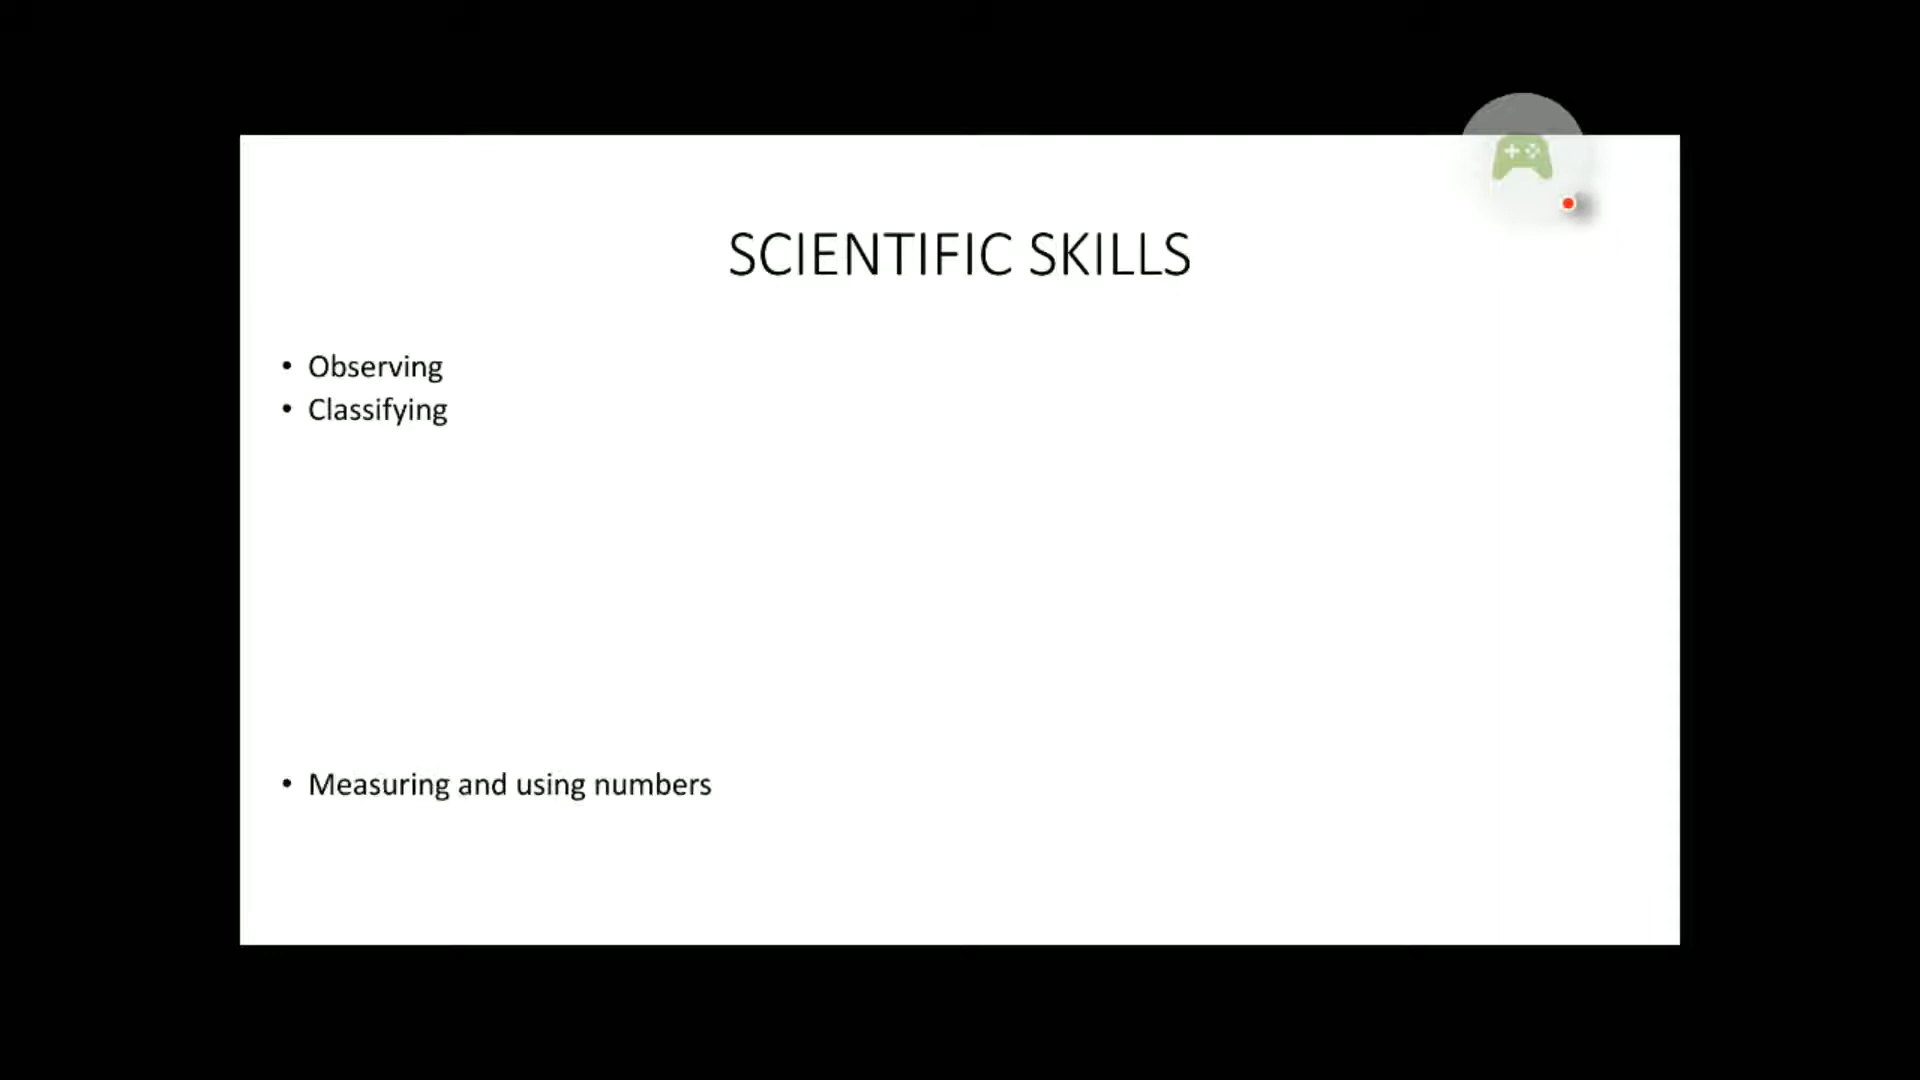 SCIENTIFIC SKILLS
• Observing
• Classifying
• Measuring and using numbers